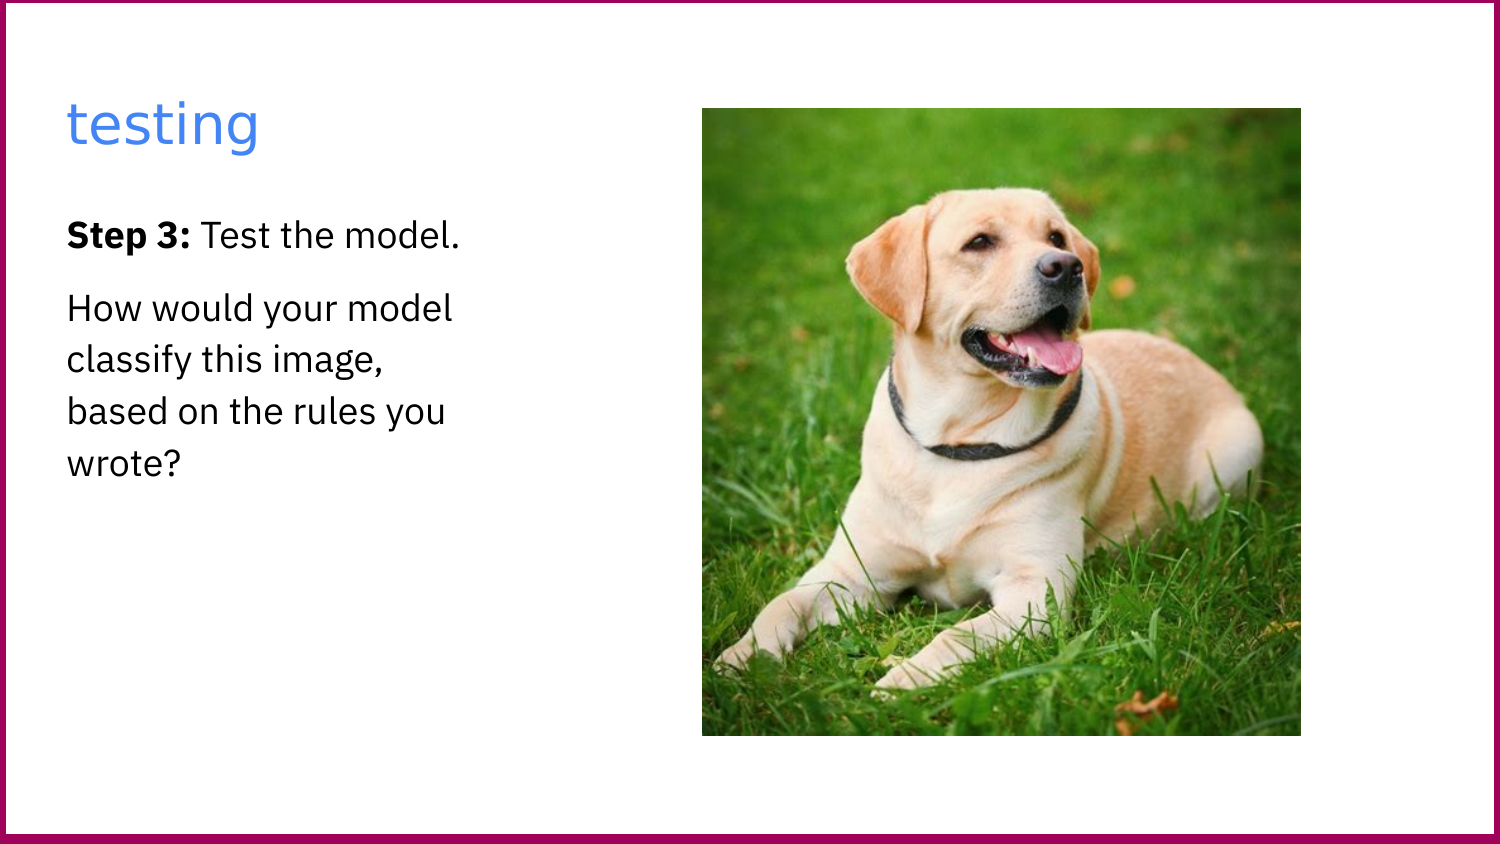 testing
Step 3: Test the model.
How would your model
classify this image,
based on the rules you
wrote?